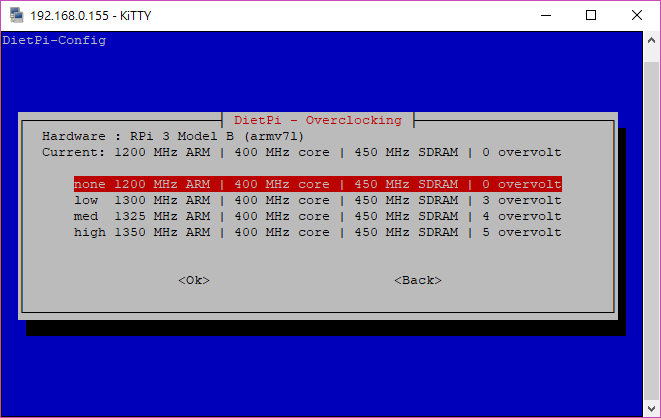 192.168.0.155 - KiTTY
DietPi-Config
DietPi - Overclocking
Hardware : RPi 3 Model B (armv7l)
Current: 1200 MHz ARM | 400 MHz core | 450 MHz SDRAM | 0 overvolt
none 1200 MHz ARM | 400 MHz core | 450 MHz SDRAM | 0 overvolt
low 1300 MHz ARM | 400 MHz core | 450 MHz SDRAM | 3 overvolt
med 1325 MHz ARM | 400 MHz core | 450 MHz SDRAM | 4 overvolt
high 1350 MHz ARM | 400 MHz core | 450 MHz SDRAM | 5 overvolt
<Ok> <Back>